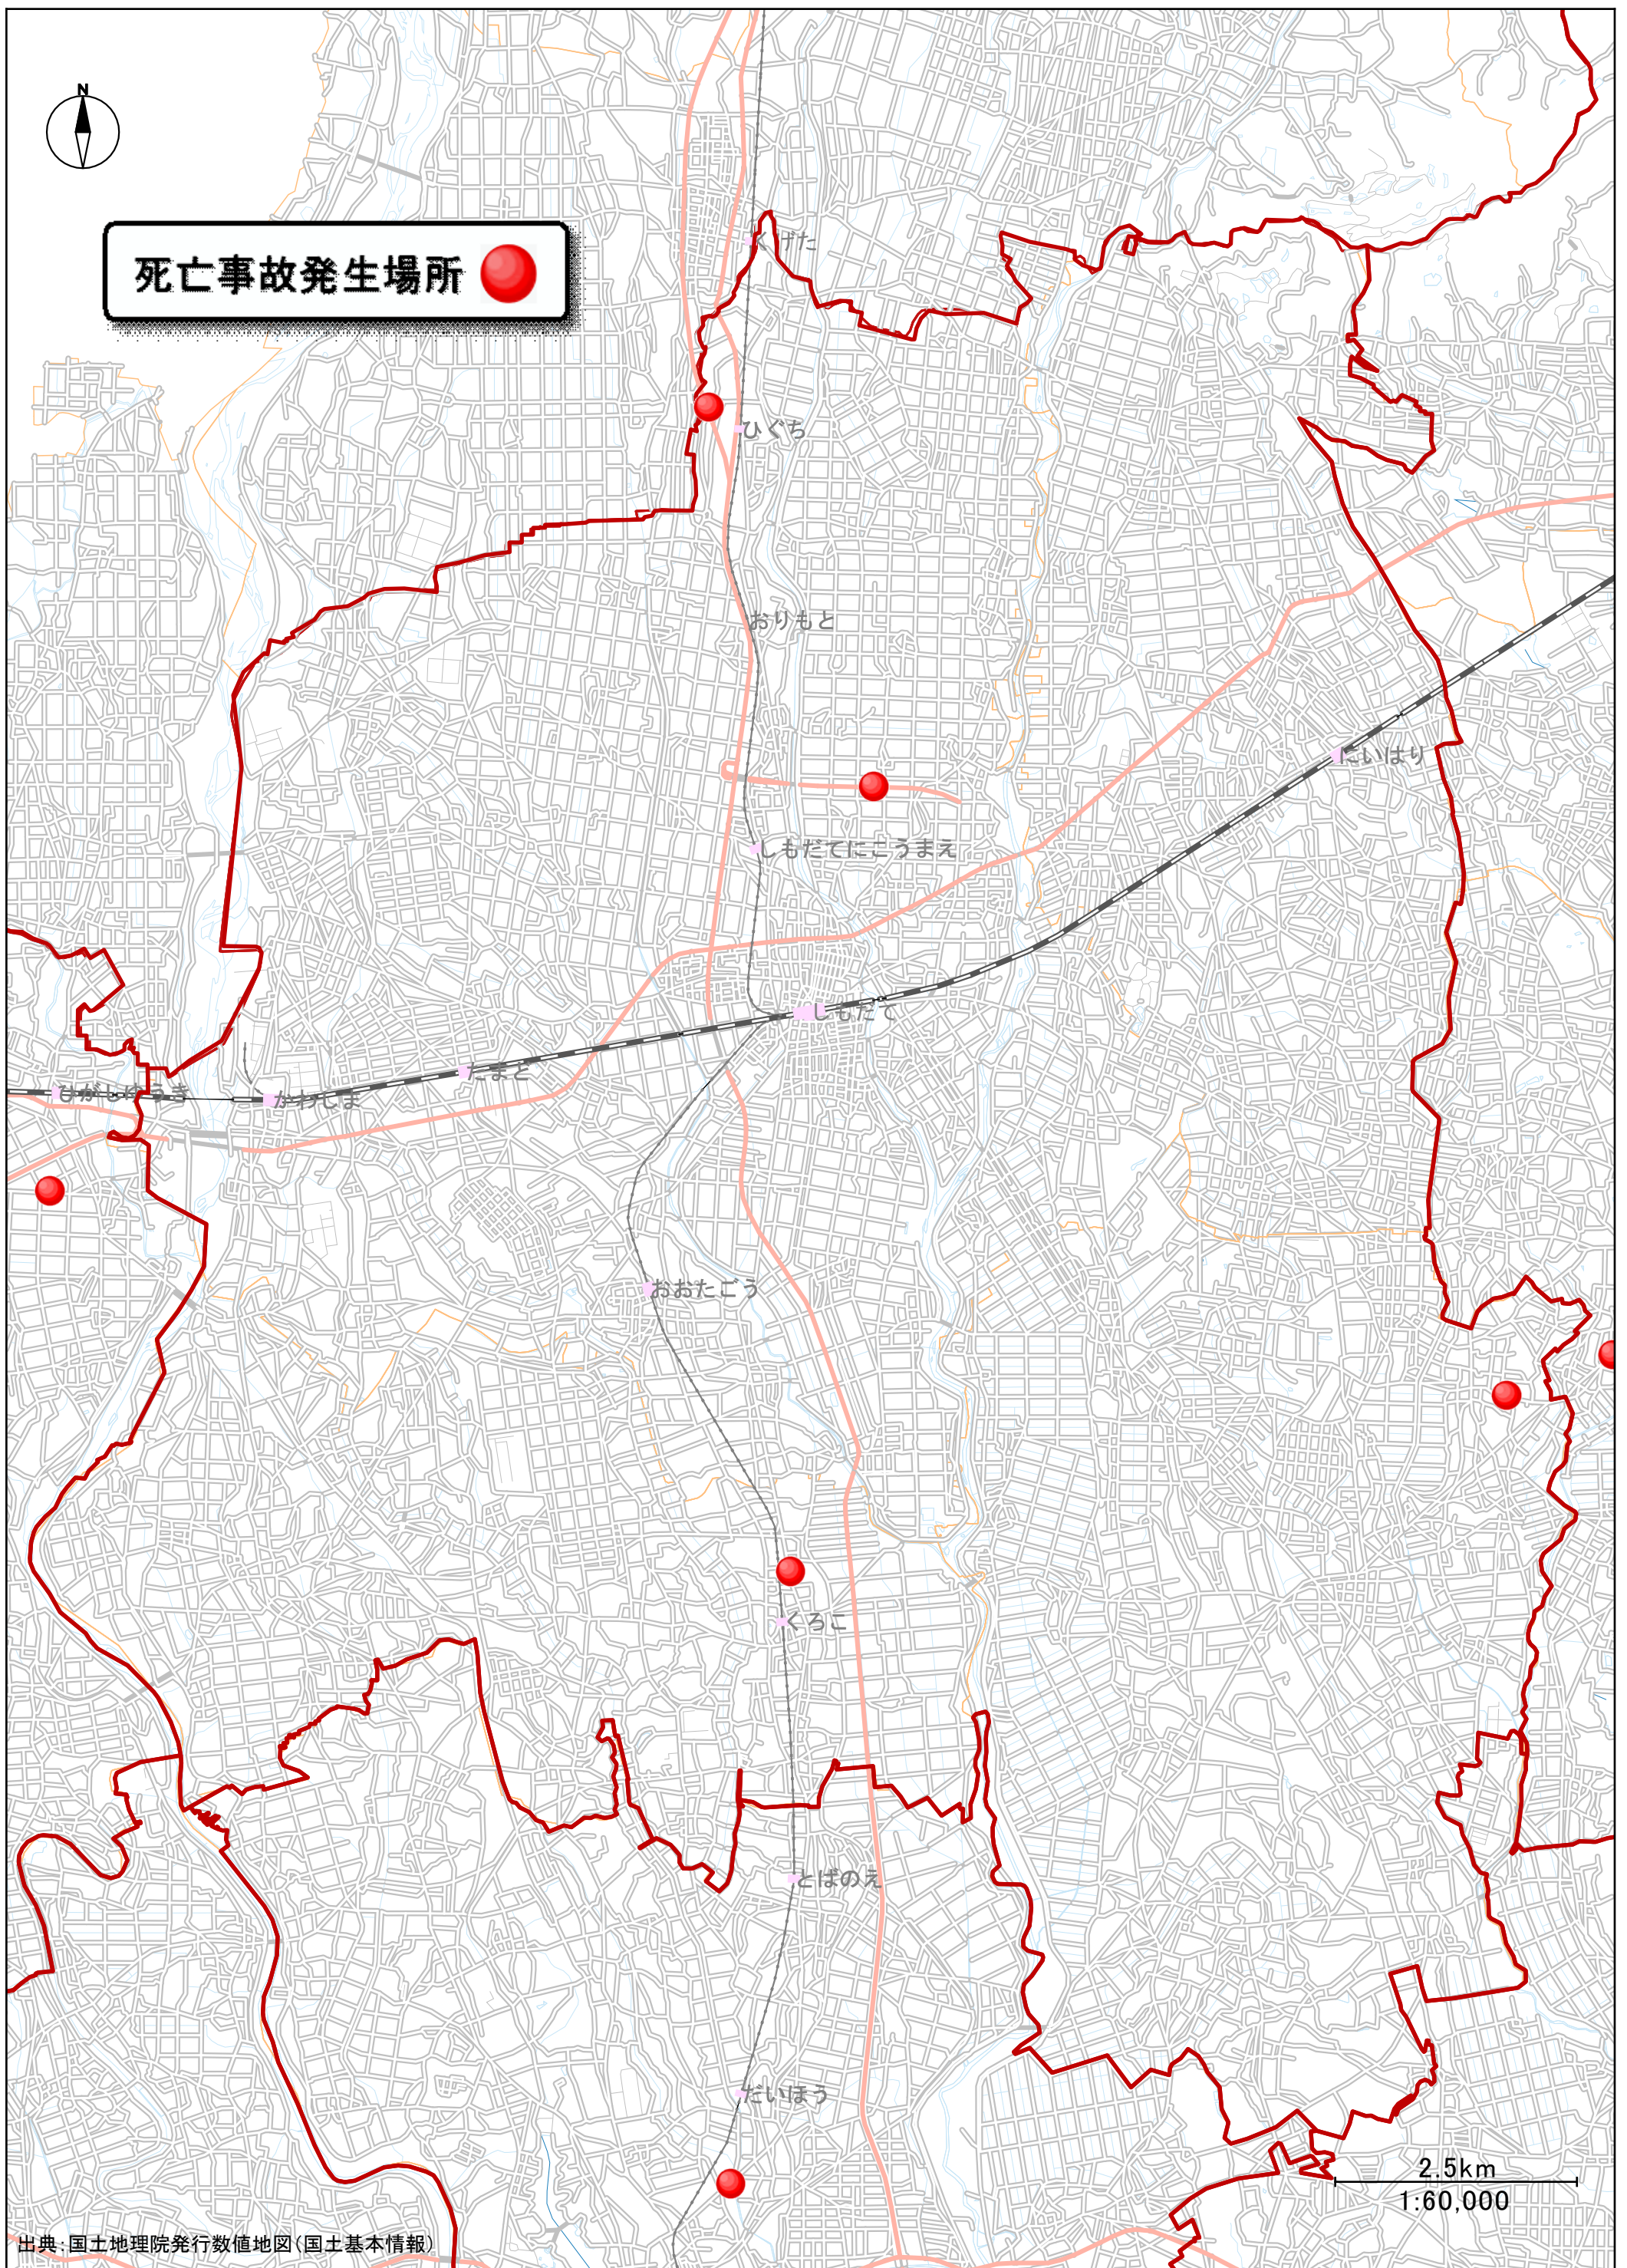 N
死亡事故発生場所
くげた
ひぐち
おりもと
にいはり
しもだてにこうまえ
しもだて
たまど
ひがしゆうき
かわしま
おおたごう
くろこ
とばのえ
だいほう
2.5km
1:60,000
出典:国土地理院発行数値地図(国土基本情報)